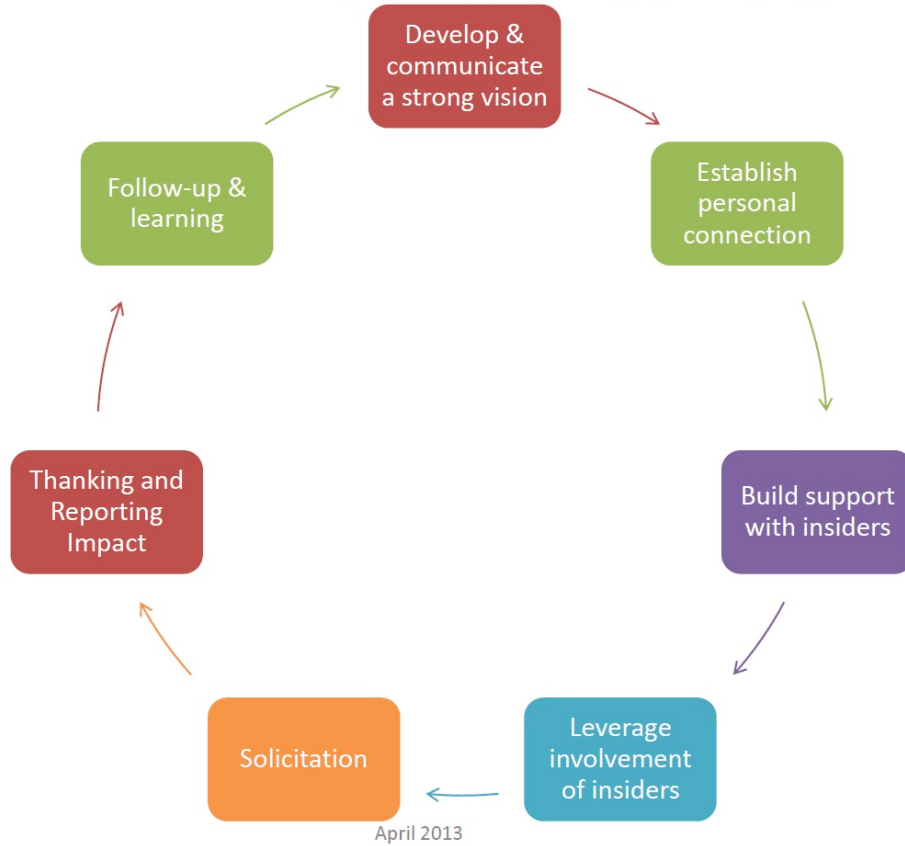 Develop &
communicate
a strong vision
Establish
personal
connection
Build support
with insiders
Leverage
involvement
of insiders
Solicitation
Thanking and
Reporting
Impact
Follow-up &
learning
April 2013